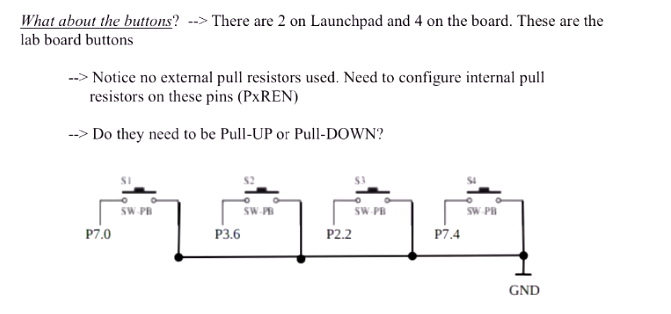 What about the buttons? --> There are 2 on Launchpad and 4 on the board. These are the
lab board buttons
--> Notice no external pull resistors used. Need to configure internal pull
resistors on these pins (PxREN)
--> Do they need to be Pull-UP or Pull-DOWN?
S1 S2 S3 S4
SW-PB SW-PB SW-PB SW-PB
P7.0 P3.6 P2.2 P7.4
GND